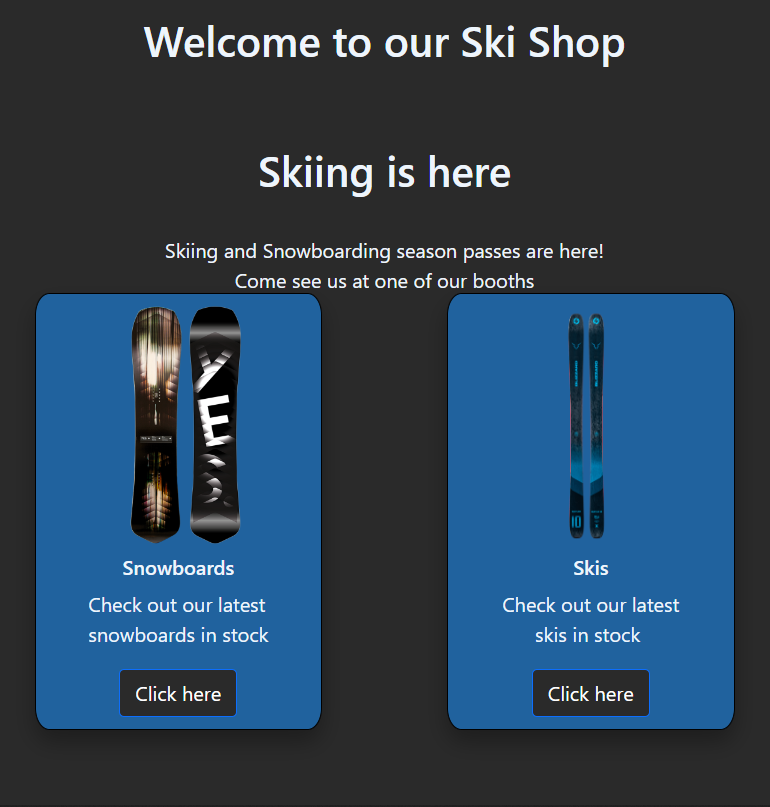 Welcome to our Ski Shop
Skiing is here
Skiing and Snowboarding season passes are here!
Come see us at one of our booths
YES.
Snowboards
Check out our latest
snowboards in stock
Click here
10
Skis
Check out our latest
skis in stock
Click here